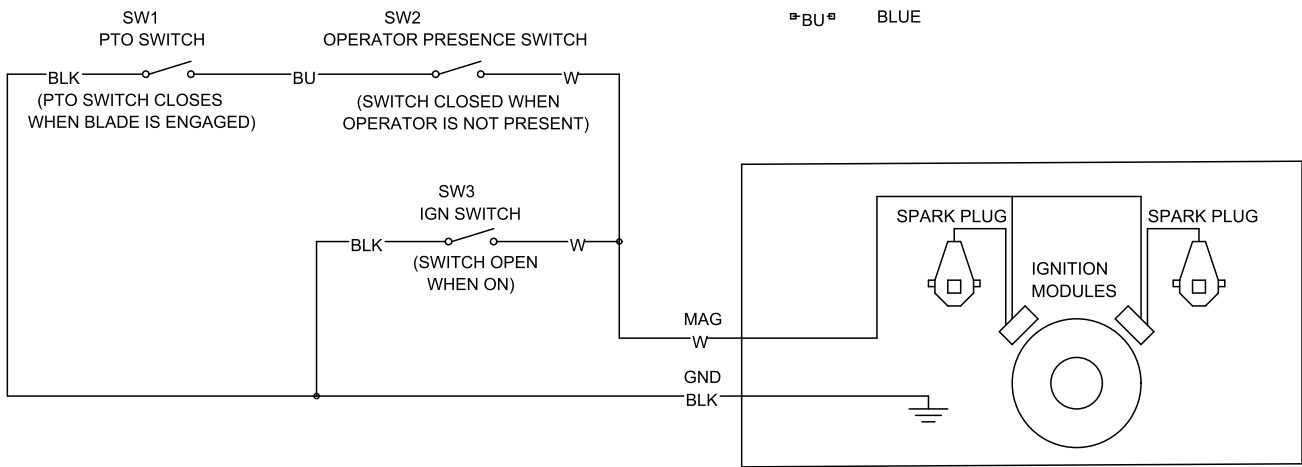 SW1
PTO SWITCH
SW2
OPERATOR PRESENCE SWITCH
BU BLUE
BLK
BU
W
(PTO SWITCH CLOSES
WHEN BLADE IS ENGAGED)
(SWITCH CLOSED WHEN
OPERATOR IS NOT PRESENT)
SW3
IGN SWITCH
BLK
W
(SWITCH OPEN
WHEN ON)
SPARK PLUG
SPARK PLUG
IGNITION
MODULES
MAG
W
GND
BLK